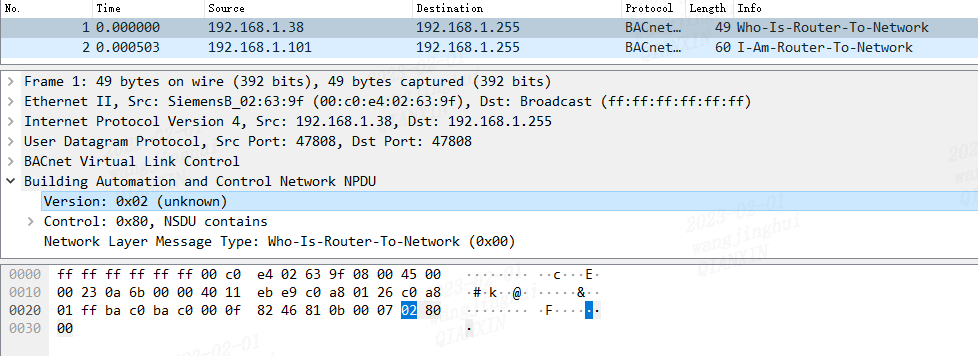 No. Time Source Destination Protocol Length Info
1 0.000000 192.168.1.38 192.168.1.255 BACnet… 49 Who-Is-Router-To-Network
2 0.000503 192.168.1.101 192.168.1.255 BACnet… 60 I-Am-Router-To-Network
Frame 1: 49 bytes on wire (392 bits), 49 bytes captured (392 bits)
Ethernet II, Src: SiemensB_02:63:9f (00:c0:e4:02:63:9f), Dst: Broadcast (ff:ff:ff:ff:ff:ff)
Internet Protocol Version 4, Src: 192.168.1.38, Dst: 192.168.1.255
User Datagram Protocol, Src Port: 47808, Dst Port: 47808
BACnet Virtual Link Control
Building Automation and Control Network NPDU
Version: 0x02 (unknown)
Control: 0x80, NSDU contains
Network Layer Message Type: Who-Is-Router-To-Network (0x00)
0000 ff ff ff ff ff ff 00 c0 e4 02 63 9f 08 00 45 00 ········ ··c···E·
0010 00 23 0a 6b 00 00 40 11 eb e9 c0 a8 01 26 c0 a8 ·#·k··@· ·····&··
0020 01 ff ba c0 ba c0 00 0f 82 46 81 0b 00 07 02 80 ········ ·F······
0030 00 ·
2023-02-01
wangjinghui
QIANXIN